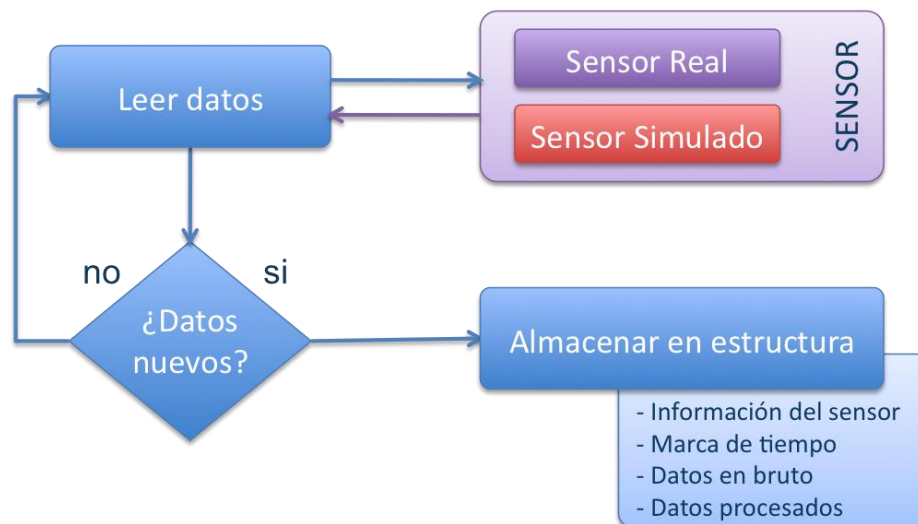 Leer datos
Sensor Real
Sensor Simulado
SENSOR
no
si
¿Datos
nuevos?
Almacenar en estructura
- Información del sensor
- Marca de tiempo
- Datos en bruto
- Datos procesados